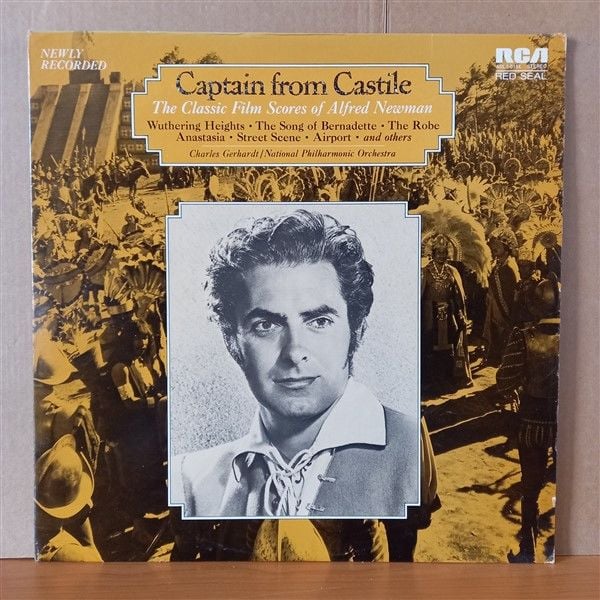 NEWLY
RECORDED
RCA
STEREO
RED SEAL
Captain from Castile
The Classic Film Scores of Alfred Newman
Wuthering Heights • The Song of Bernadette • The Robe
Anastasia • Street Scene • Airport • and others
Charles Gerhardt/National Philharmonic Orchestra